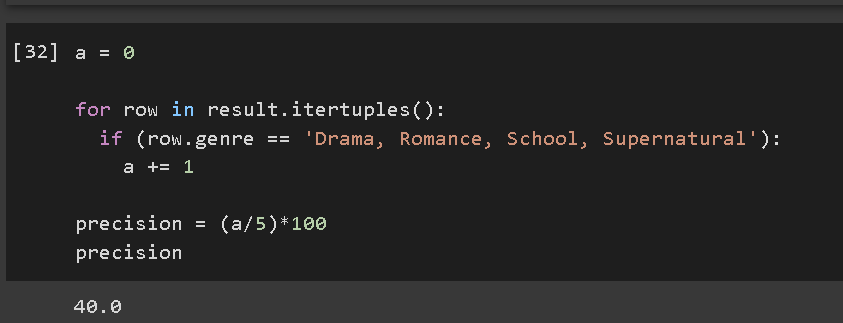 [32] a = 0
for row in result.itertuples():
if (row.genre == 'Drama, Romance, School, Supernatural'):
a += 1
precision = (a/5)*100
precision
40.0